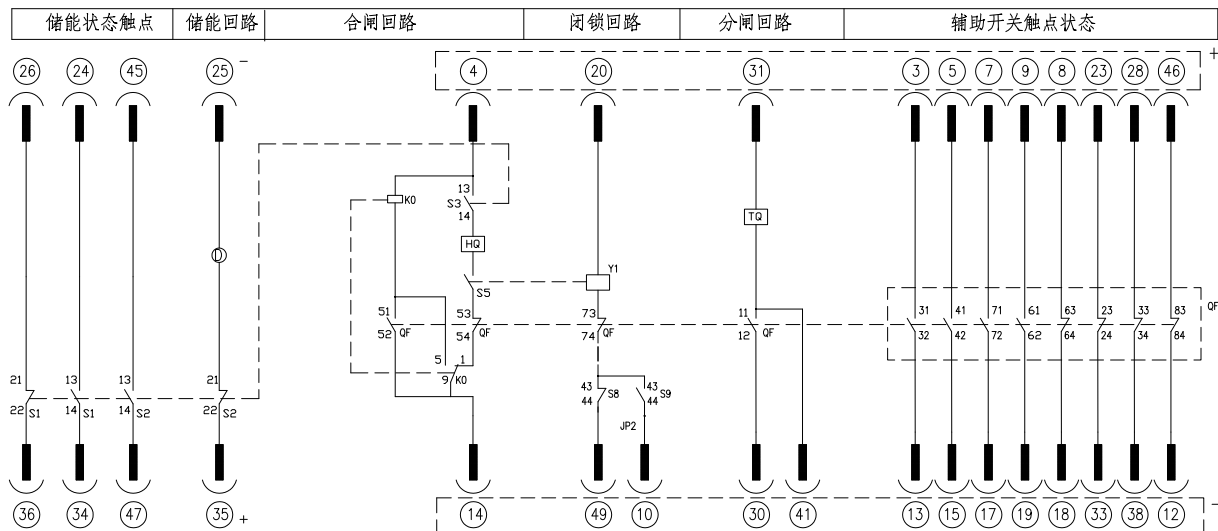 储能状态触点 储能回路 合闸回路 闭锁回路 分闸回路 辅助开关触点状态
26 24 45 25 - 4 20 31 3 5 7 9 8 23 28 46 +
13
K0 S3
14
TQ
HQ
D
Y1
S5
51 53 73 11 31 41 71 61 63 23 33 83 QF
52 QF 54 QF 74 12 QF 32 42 72 62 64 24 34 84
QF
5 1
9 K0
21 13 13 21 43 S8 43 S9
22 S1 14 S1 14 S2 22 S2 44 44
JP2
36 34 47 35 + 14 49 10 30 41 13 15 17 19 18 33 38 12 -